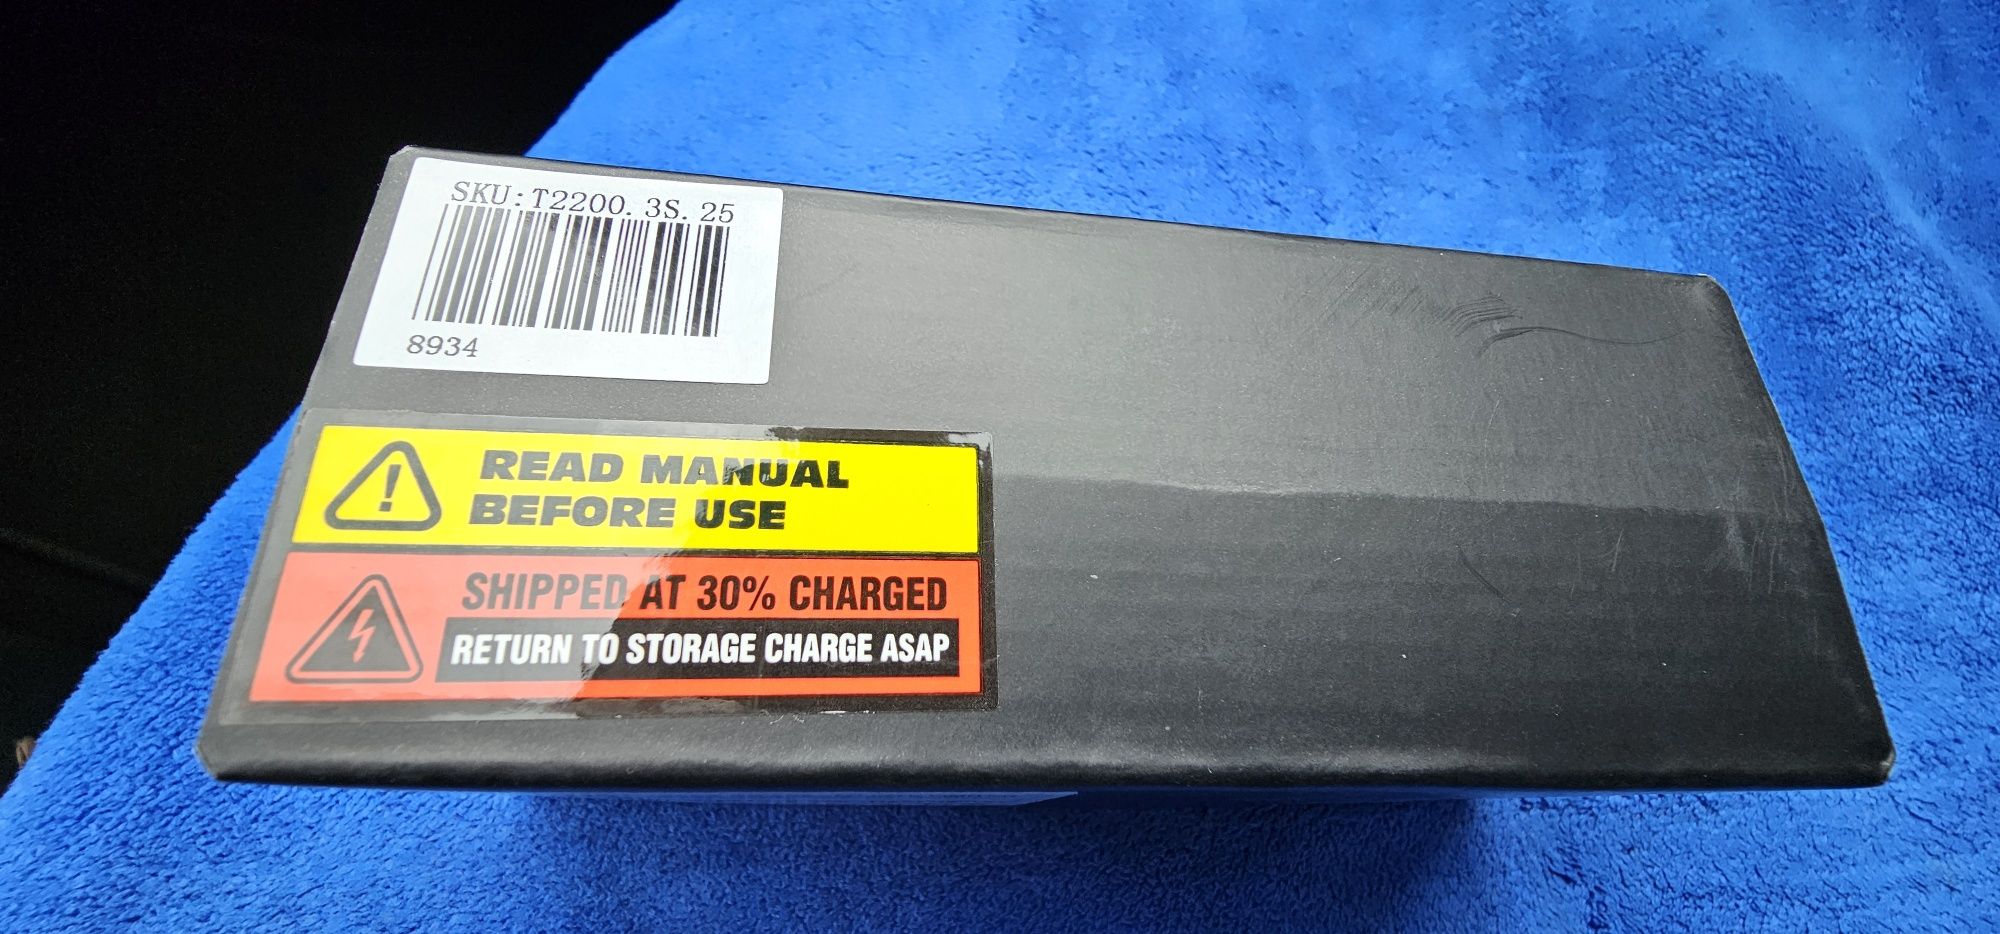 SKU:T2200.3S.25
8934
READ MANUAL
BEFORE USE
SHIPPED AT 30% CHARGED
RETURN TO STORAGE CHARGE ASAP